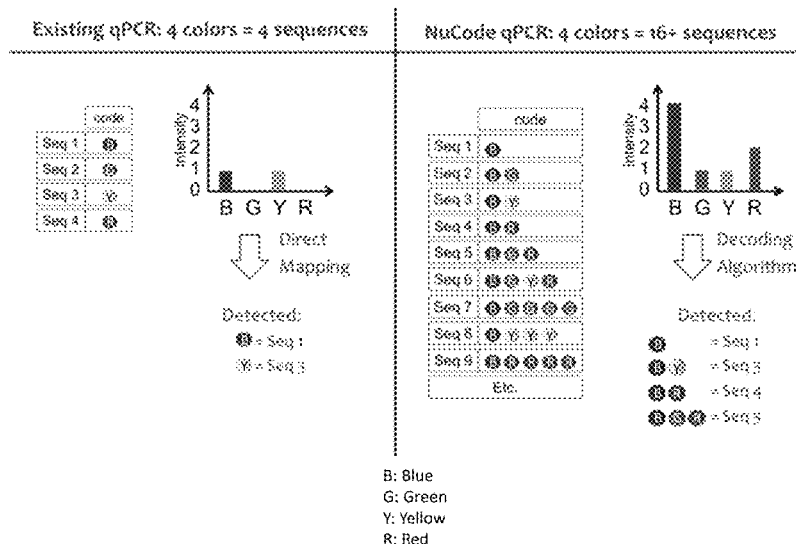 Existing qPCR: 4 colors = 4 sequences
code
Seq 1 B
Seq 2
Seq 3 Y
Seq 4
Intensity
4
3
2
1
0
B G Y R
Direct
Mapping
Detected:
B = Seq 1
Y = Seq 3
NuCode qPCR: 4 colors = 16+ sequences
code
Seq 1 B
Seq 2 B G
Seq 3 B Y
Seq 4 B R
Seq 5 B G R
Seq 6 B G Y R
Seq 7 B G G G G
Seq 8 B Y Y Y
Seq 9 B R R R R
Etc.
Intensity
4
3
2
1
0
B G Y R
Decoding
Algorithm
Detected:
B = Seq 1
B Y = Seq 3
B R = Seq 4
B G R = Seq 5
B: Blue
G: Green
Y: Yellow
R: Red